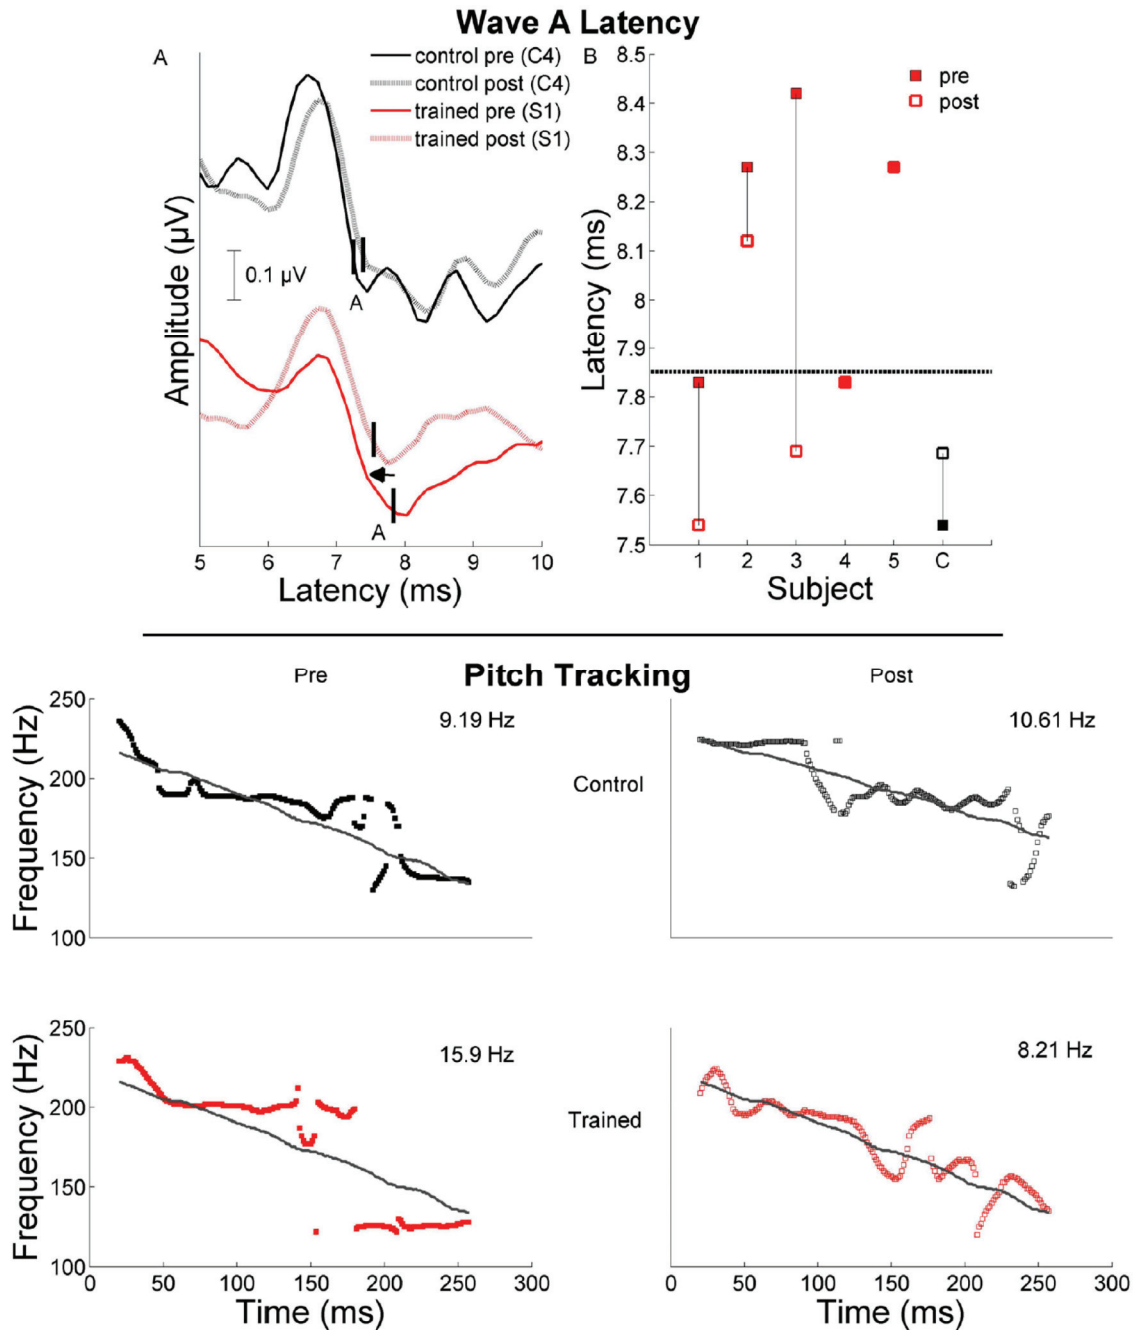 Wave A Latency
A
control pre (C4)
control post (C4)
trained pre (S1)
trained post (S1)
Amplitude (µV)
0.1 µV
A
A
5 6 7 8 9 10
Latency (ms)
B
pre
post
Latency (ms)
8.5
8.4
8.3
8.2
8.1
8
7.9
7.8
7.7
7.6
7.5
1 2 3 4 5 C
Subject
Pitch Tracking
Pre
Post
Frequency (Hz)
250
200
150
100
9.19 Hz
Control
10.61 Hz
Frequency (Hz)
250
200
150
100
15.9 Hz
Trained
8.21 Hz
0 50 100 150 200 250 300
Time (ms)
0 50 100 150 200 250 300
Time (ms)